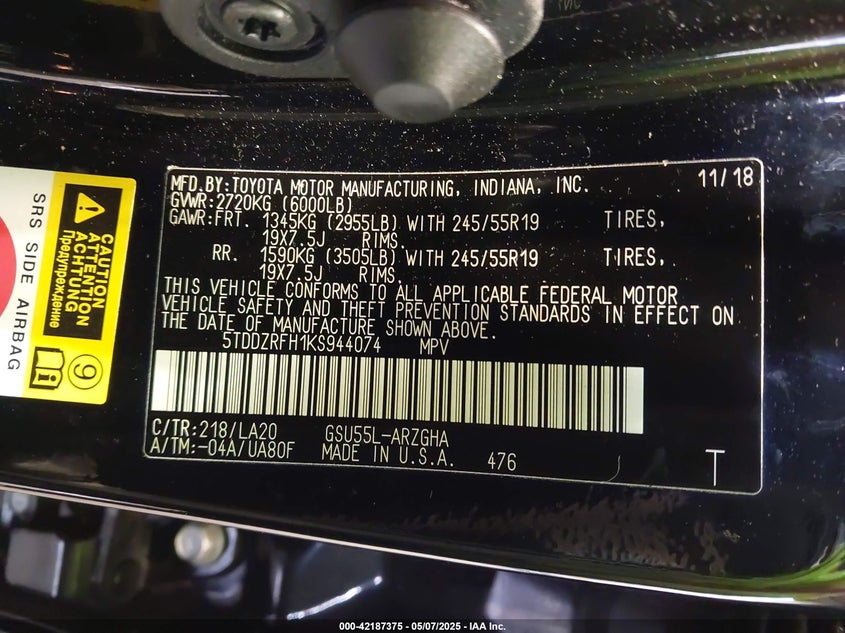 MFD.BY:TOYOTA MOTOR MANUFACTURING, INDIANA, INC. 11/18
GVWR:2720KG (6000LB)
GAWR:FRT. 1345KG (2955LB) WITH 245/55R19 TIRES,
19X7.5J RIMS.
RR. 1590KG (3505LB) WITH 245/55R19 TIRES,
19X7.5J RIMS.
THIS VEHICLE CONFORMS TO ALL APPLICABLE FEDERAL MOTOR
VEHICLE SAFETY AND THEFT PREVENTION STANDARDS IN EFFECT ON
THE DATE OF MANUFACTURE SHOWN ABOVE.
5TDDZRFH1KS944074 MPV
C/TR:218/LA20 GSU55L-ARZGHA
A/TM:-04A/UA80F MADE IN U.S.A. 476
T
SRS SIDE AIRBAG
CAUTION
ATTENTION
ACHTUNG
Предупреждение
9
000-42187375 - 05/07/2025 - IAA Inc.